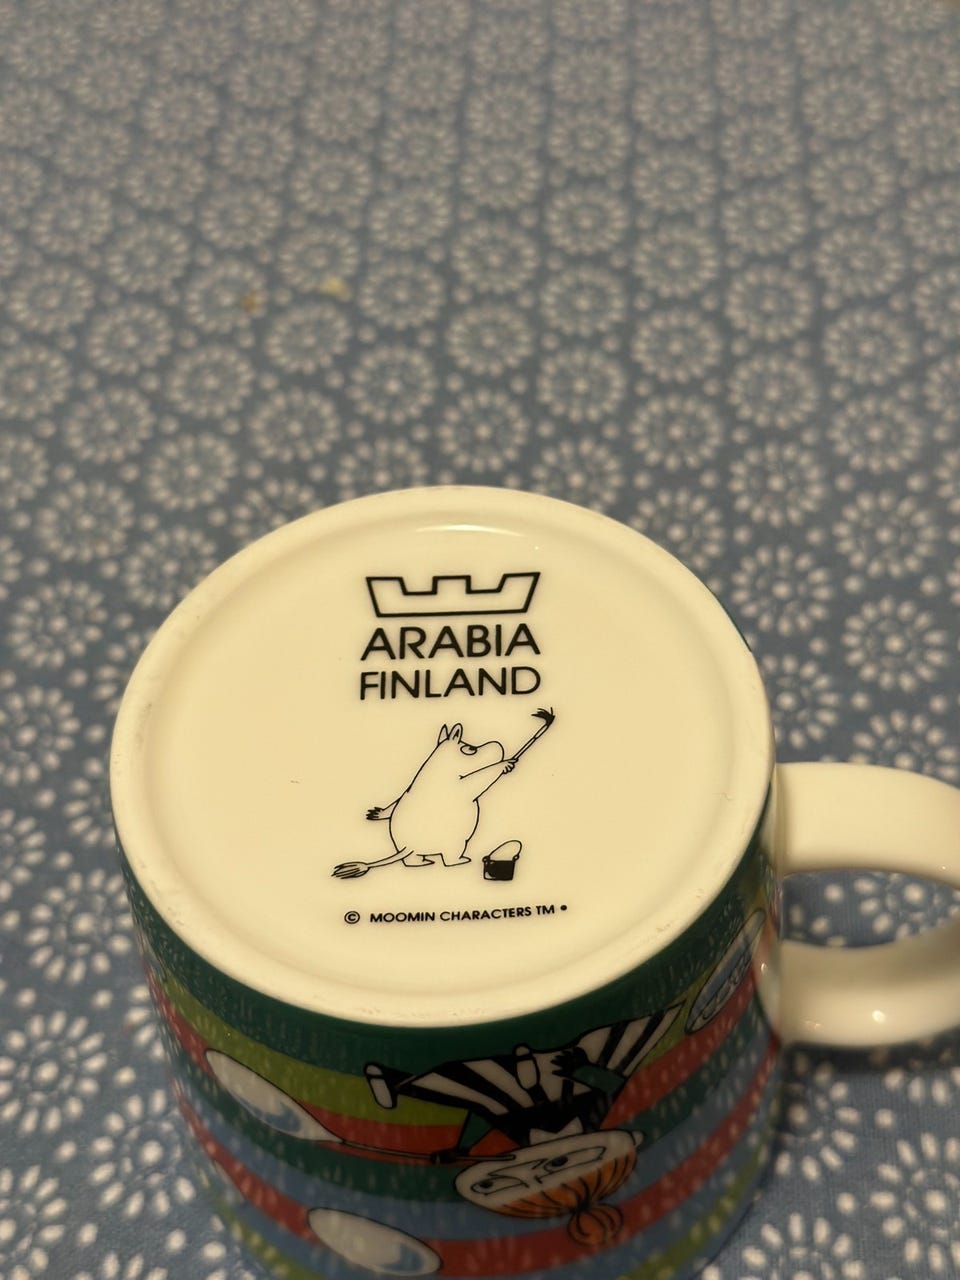 ARABIA
FINLAND
© MOOMIN CHARACTERS TM •